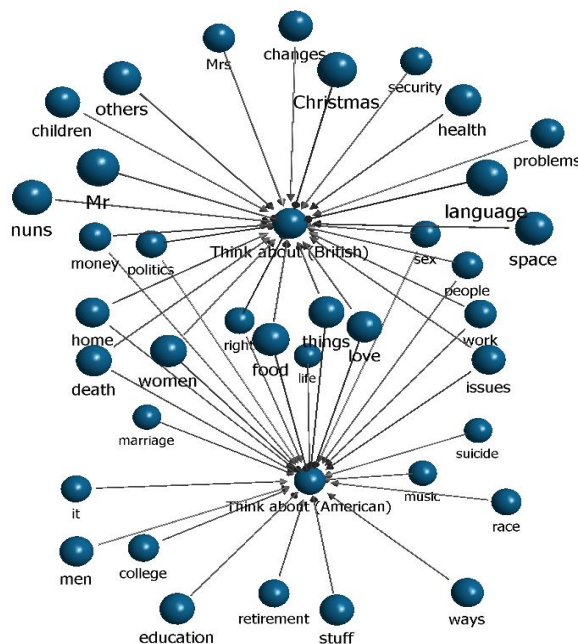 changes
Mrs
Christmas
security
others
children
health
problems
Mr
language
nuns
space
Think about (British)
money
politics
sex
people
home
right
things
love
work
food
life
death
women
issues
marriage
suicide
it
Think about (American)
music
race
men
college
education
retirement
stuff
ways